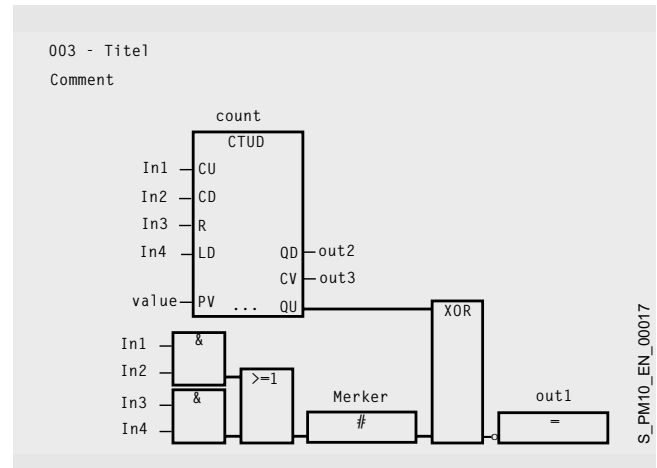 003 - Titel
Comment
count
CTUD
In1 CU
In2 CD
In3 R
In4 LD QD out2
CV out3
value PV ... QU
XOR
In1 &
In2
>=1
In3 & Merker out1
In4 # =
S_PM10_EN_00017